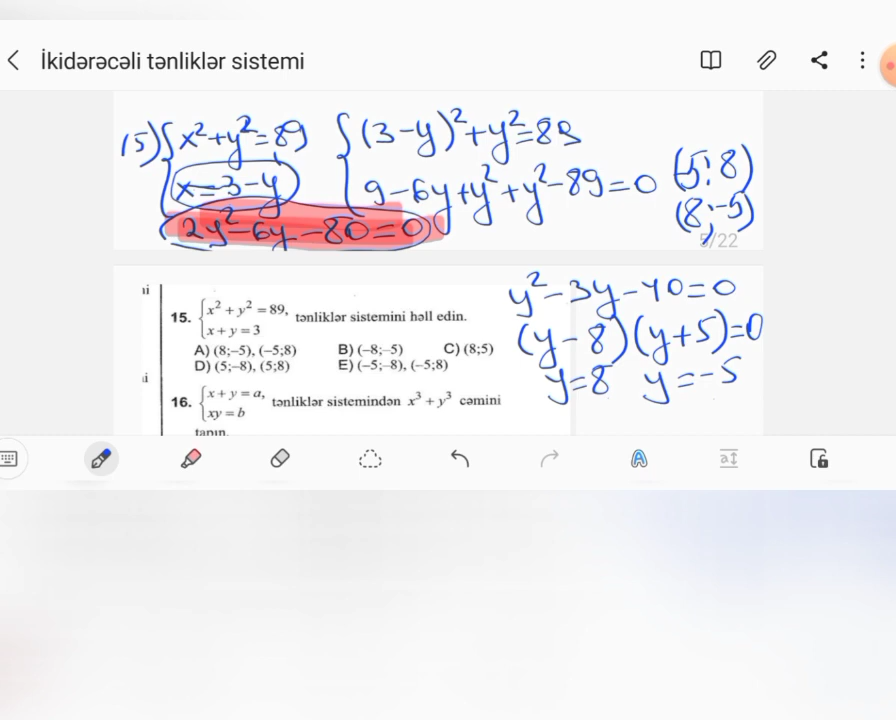 İkidərəcəli tənliklər sistemi
15) x²+y²=89 (3-y)²+y²=89
x=3-y 9-6y+y²+y²-89=0 (-5;8)
2y²-6y-80=0 (8;-5)
5/22
y²-3y-40=0
(y-8)(y+5)=0
y=8 y=-5
15. x² + y² = 89, tənliklər sistemini həll edin.
x + y = 3
A) (8;–5), (–5;8) B) (–8;–5) C) (8;5)
D) (5;–8), (5;8) E) (–5;–8), (–5;8)
16. x + y = a, tənliklər sistemindən x³ + y³ cəmini
xy = b
tapın.